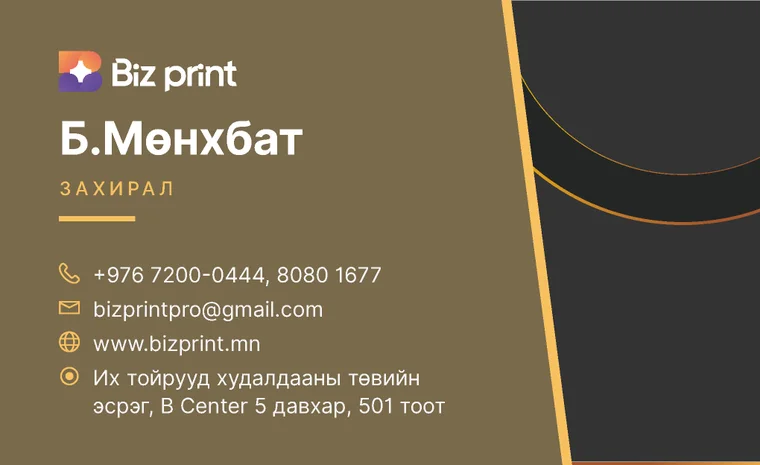 Biz print
Б.Мөнхбат
ЗАХИРАЛ
+976 7200-0444, 8080 1677
bizprintpro@gmail.com
www.bizprint.mn
Их тойрууд худалдааны төвийн
эсрэг, B Center 5 давхар, 501 тоот